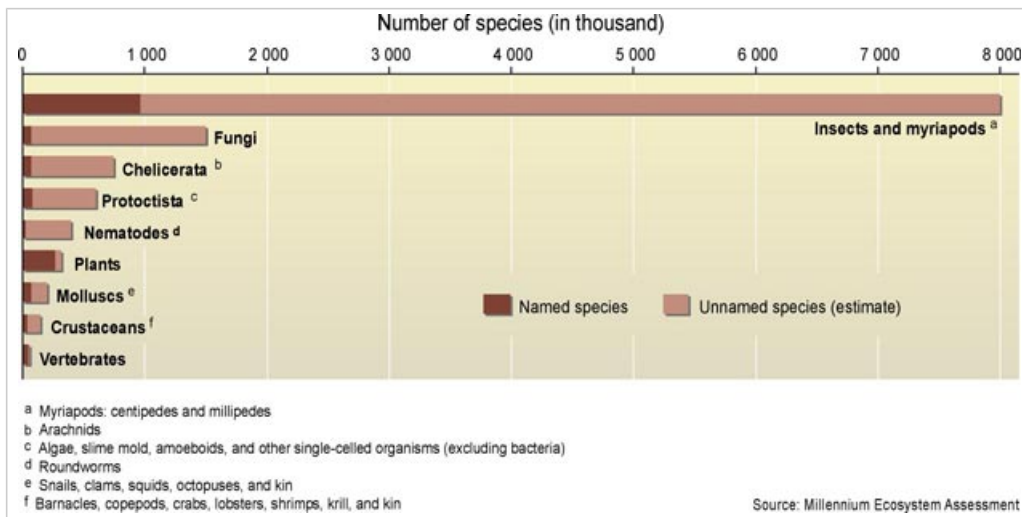 Number of species (in thousand)
0 1 000 2 000 3 000 4 000 5 000 6 000 7 000 8 000
Insects and myriapods a
Fungi
Chelicerata b
Protoctista c
Nematodes d
Plants
Molluscs e
Named species Unnamed species (estimate)
Crustaceans f
Vertebrates
a Myriapods: centipedes and millipedes
b Arachnids
c Algae, slime mold, amoeboids, and other single-celled organisms (excluding bacteria)
d Roundworms
e Snails, clams, squids, octopuses, and kin
f Barnacles, copepods, crabs, lobsters, shrimps, krill, and kin
Source: Millennium Ecosystem Assessment